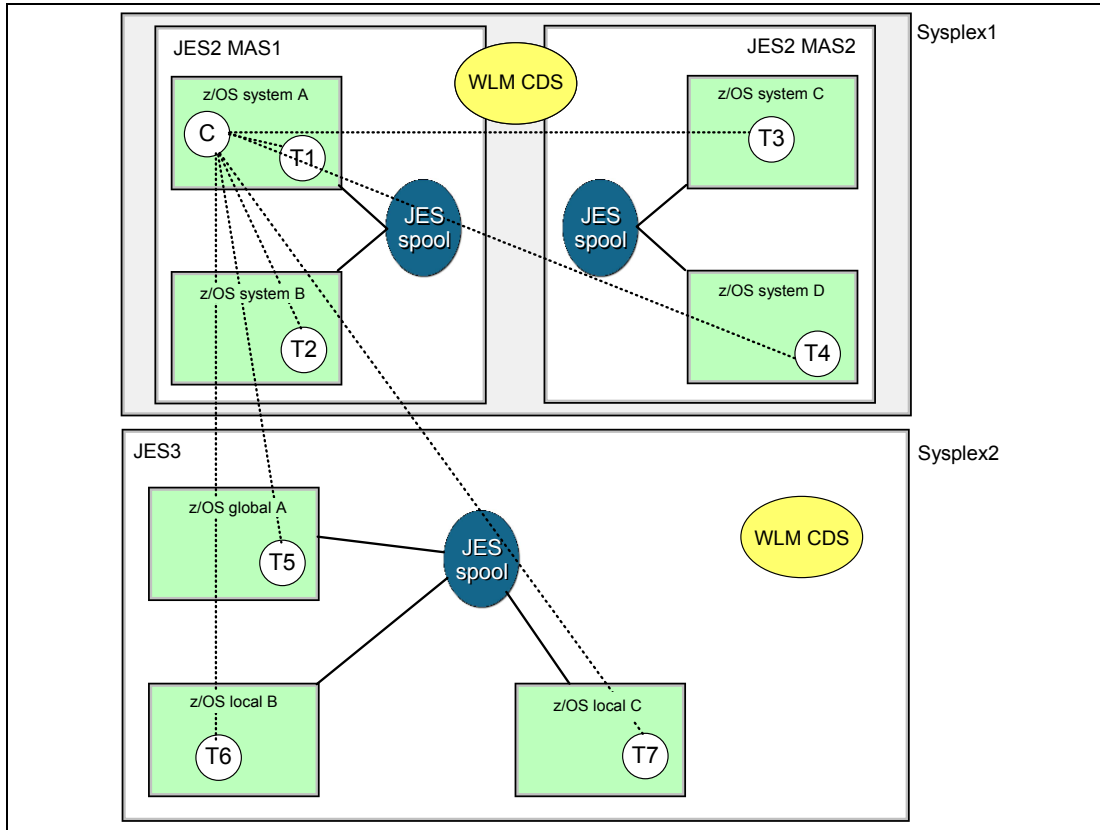 Sysplex1
JES2 MAS1
JES2 MAS2
WLM CDS
z/OS system A
z/OS system C
C
T1
T3
JES
spool
JES
spool
z/OS system B
z/OS system D
T2
T4
Sysplex2
JES3
z/OS global A
WLM CDS
T5
JES
spool
z/OS local B
z/OS local C
T6
T7